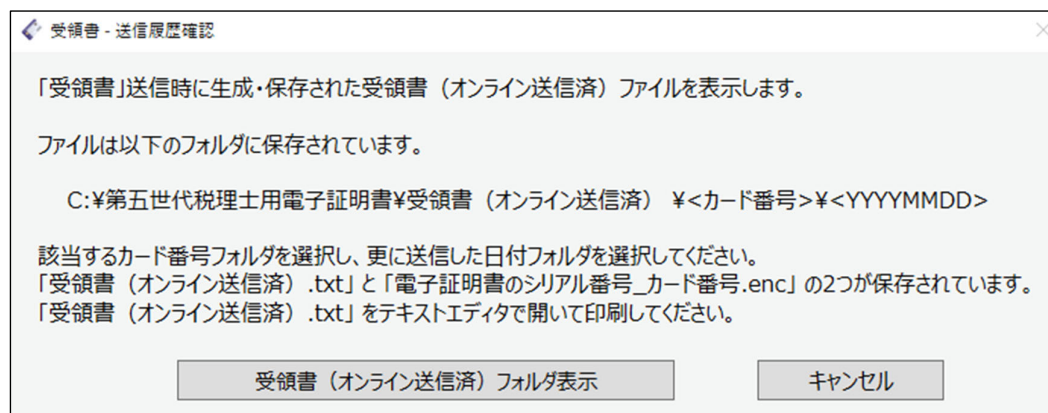 受領書 - 送信履歴確認
「受領書」送信時に生成・保存された受領書（オンライン送信済）ファイルを表示します。
ファイルは以下のフォルダに保存されています。
C:¥第五世代税理士用電子証明書¥受領書（オンライン送信済） ¥<カード番号>¥<YYYYMMDD>
該当するカード番号フォルダを選択し、更に送信した日付フォルダを選択してください。
「受領書（オンライン送信済）.txt」と「電子証明書のシリアル番号_カード番号.enc」の2つが保存されています。
「受領書（オンライン送信済）.txt」をテキストエディタで開いて印刷してください。
受領書（オンライン送信済）フォルダ表示
キャンセル